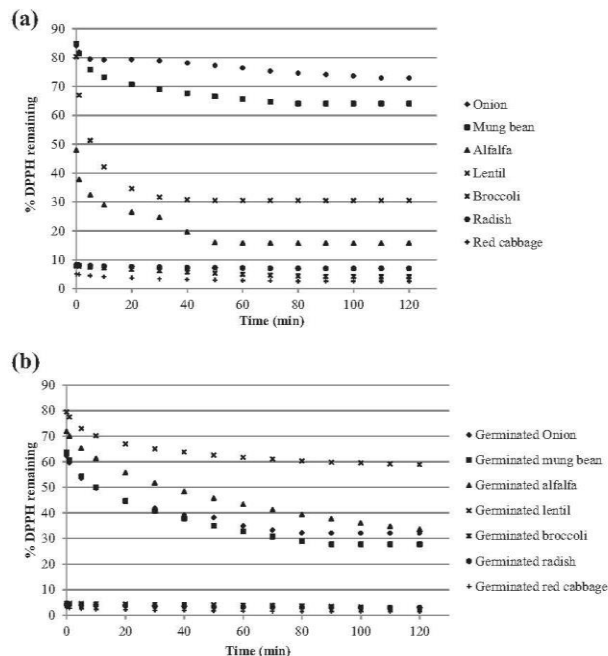 (a)
90
80
70
60
50
40
30
20
10
0
% DPPH remaining
0 20 40 60 80 100 120
Time (min)
Onion
Mung bean
Alfalfa
Lentil
Broccoli
Radish
Red cabbage
(b)
90
80
70
60
50
40
30
20
10
0
% DPPH remaining
0 20 40 60 80 100 120
Time (min)
Germinated Onion
Germinated mung bean
Germinated alfalfa
Germinated lentil
Germinated broccoli
Germinated radish
Germinated red cabbage